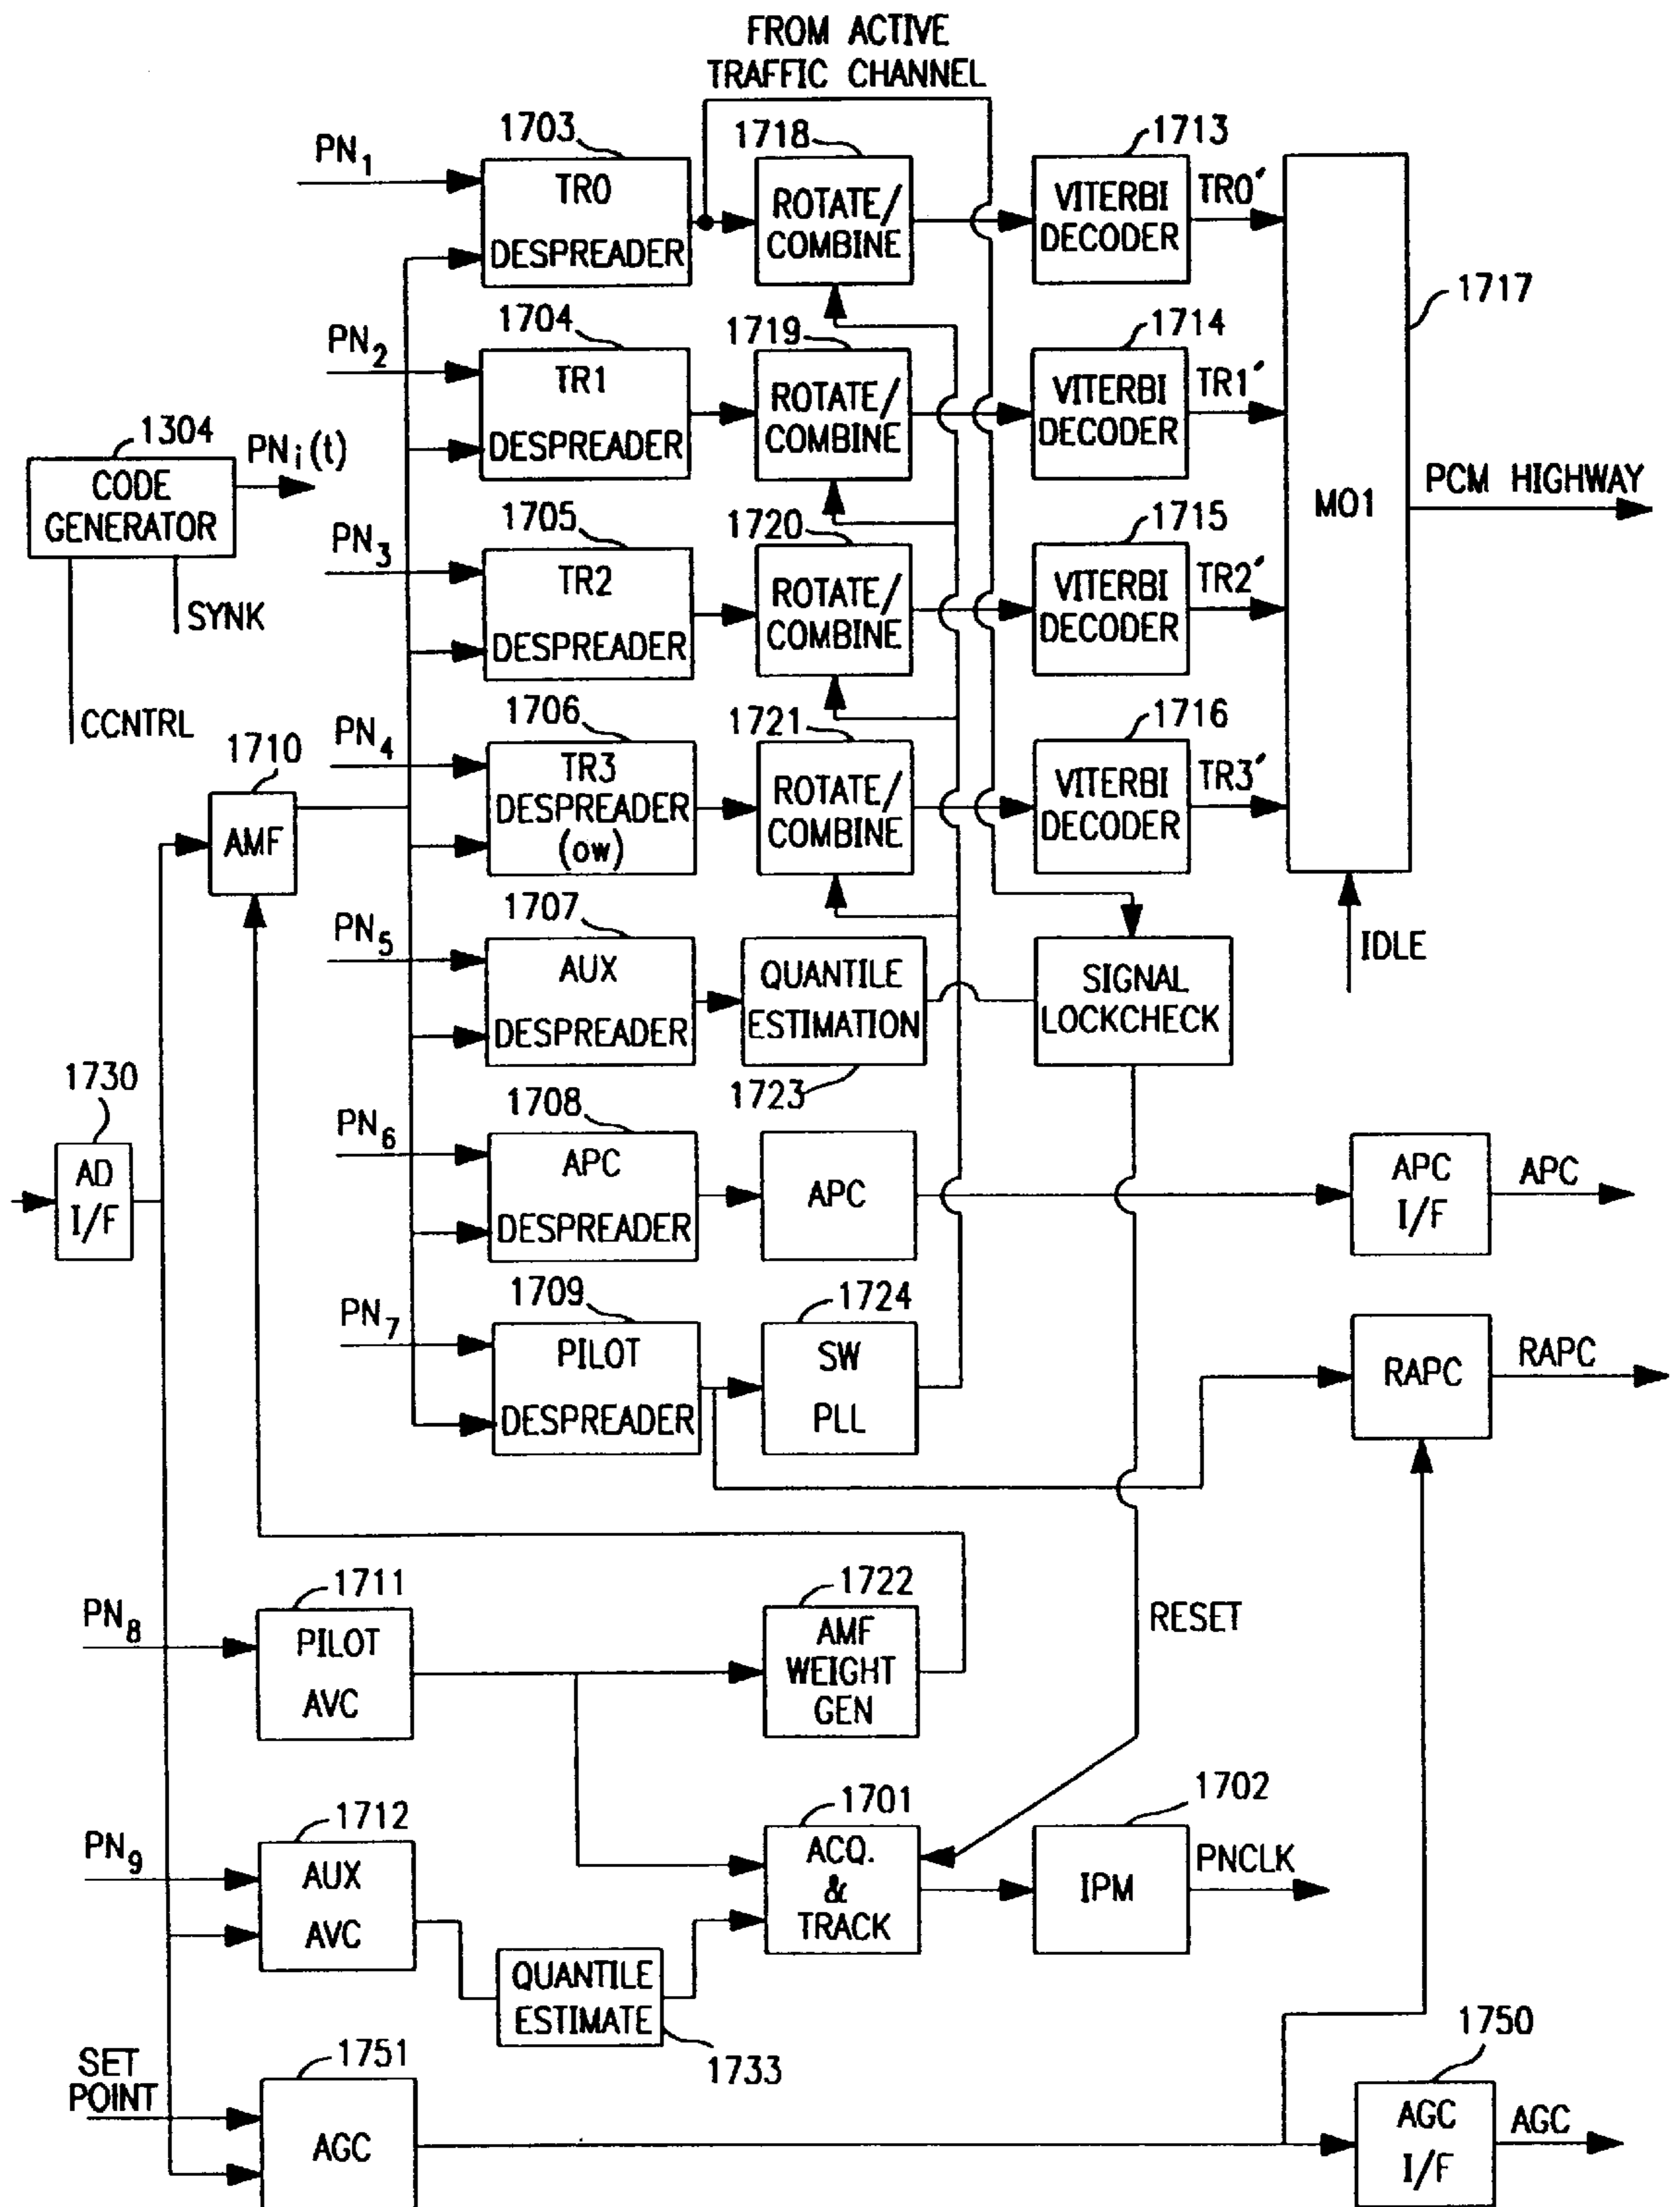 FROM ACTIVE
TRAFFIC CHANNEL
1703
1718
1713
PN1
TR0
DESPREADER
ROTATE/
COMBINE
VITERBI
DECODER
TR0′
1717
1704
1719
1714
PN2
TR1
DESPREADER
ROTATE/
COMBINE
VITERBI
DECODER
TR1′
1304
PNi(t)
CODE
GENERATOR
SYNK
CCNTRL
MO1
PCM HIGHWAY
1705
1720
1715
PN3
TR2
DESPREADER
ROTATE/
COMBINE
VITERBI
DECODER
TR2′
1706
1721
1716
PN4
TR3
DESPREADER
(OW)
ROTATE/
COMBINE
VITERBI
DECODER
TR3′
1710
AMF
IDLE
1707
PN5
AUX
DESPREADER
QUANTILE
ESTIMATION
1723
SIGNAL
LOCKCHECK
1730
AD
I/F
1708
PN6
APC
DESPREADER
APC
APC
I/F
APC
1709
1724
PN7
PILOT
DESPREADER
SW
PLL
RAPC
RAPC
1711
1722
PN8
PILOT
AVC
AMF
WEIGHT
GEN
RESET
1712
1701
1702
PN9
AUX
AVC
ACQ.
&
TRACK
IPM
PNCLK
QUANTILE
ESTIMATE
1733
1751
1750
SET
POINT
AGC
AGC
I/F
AGC